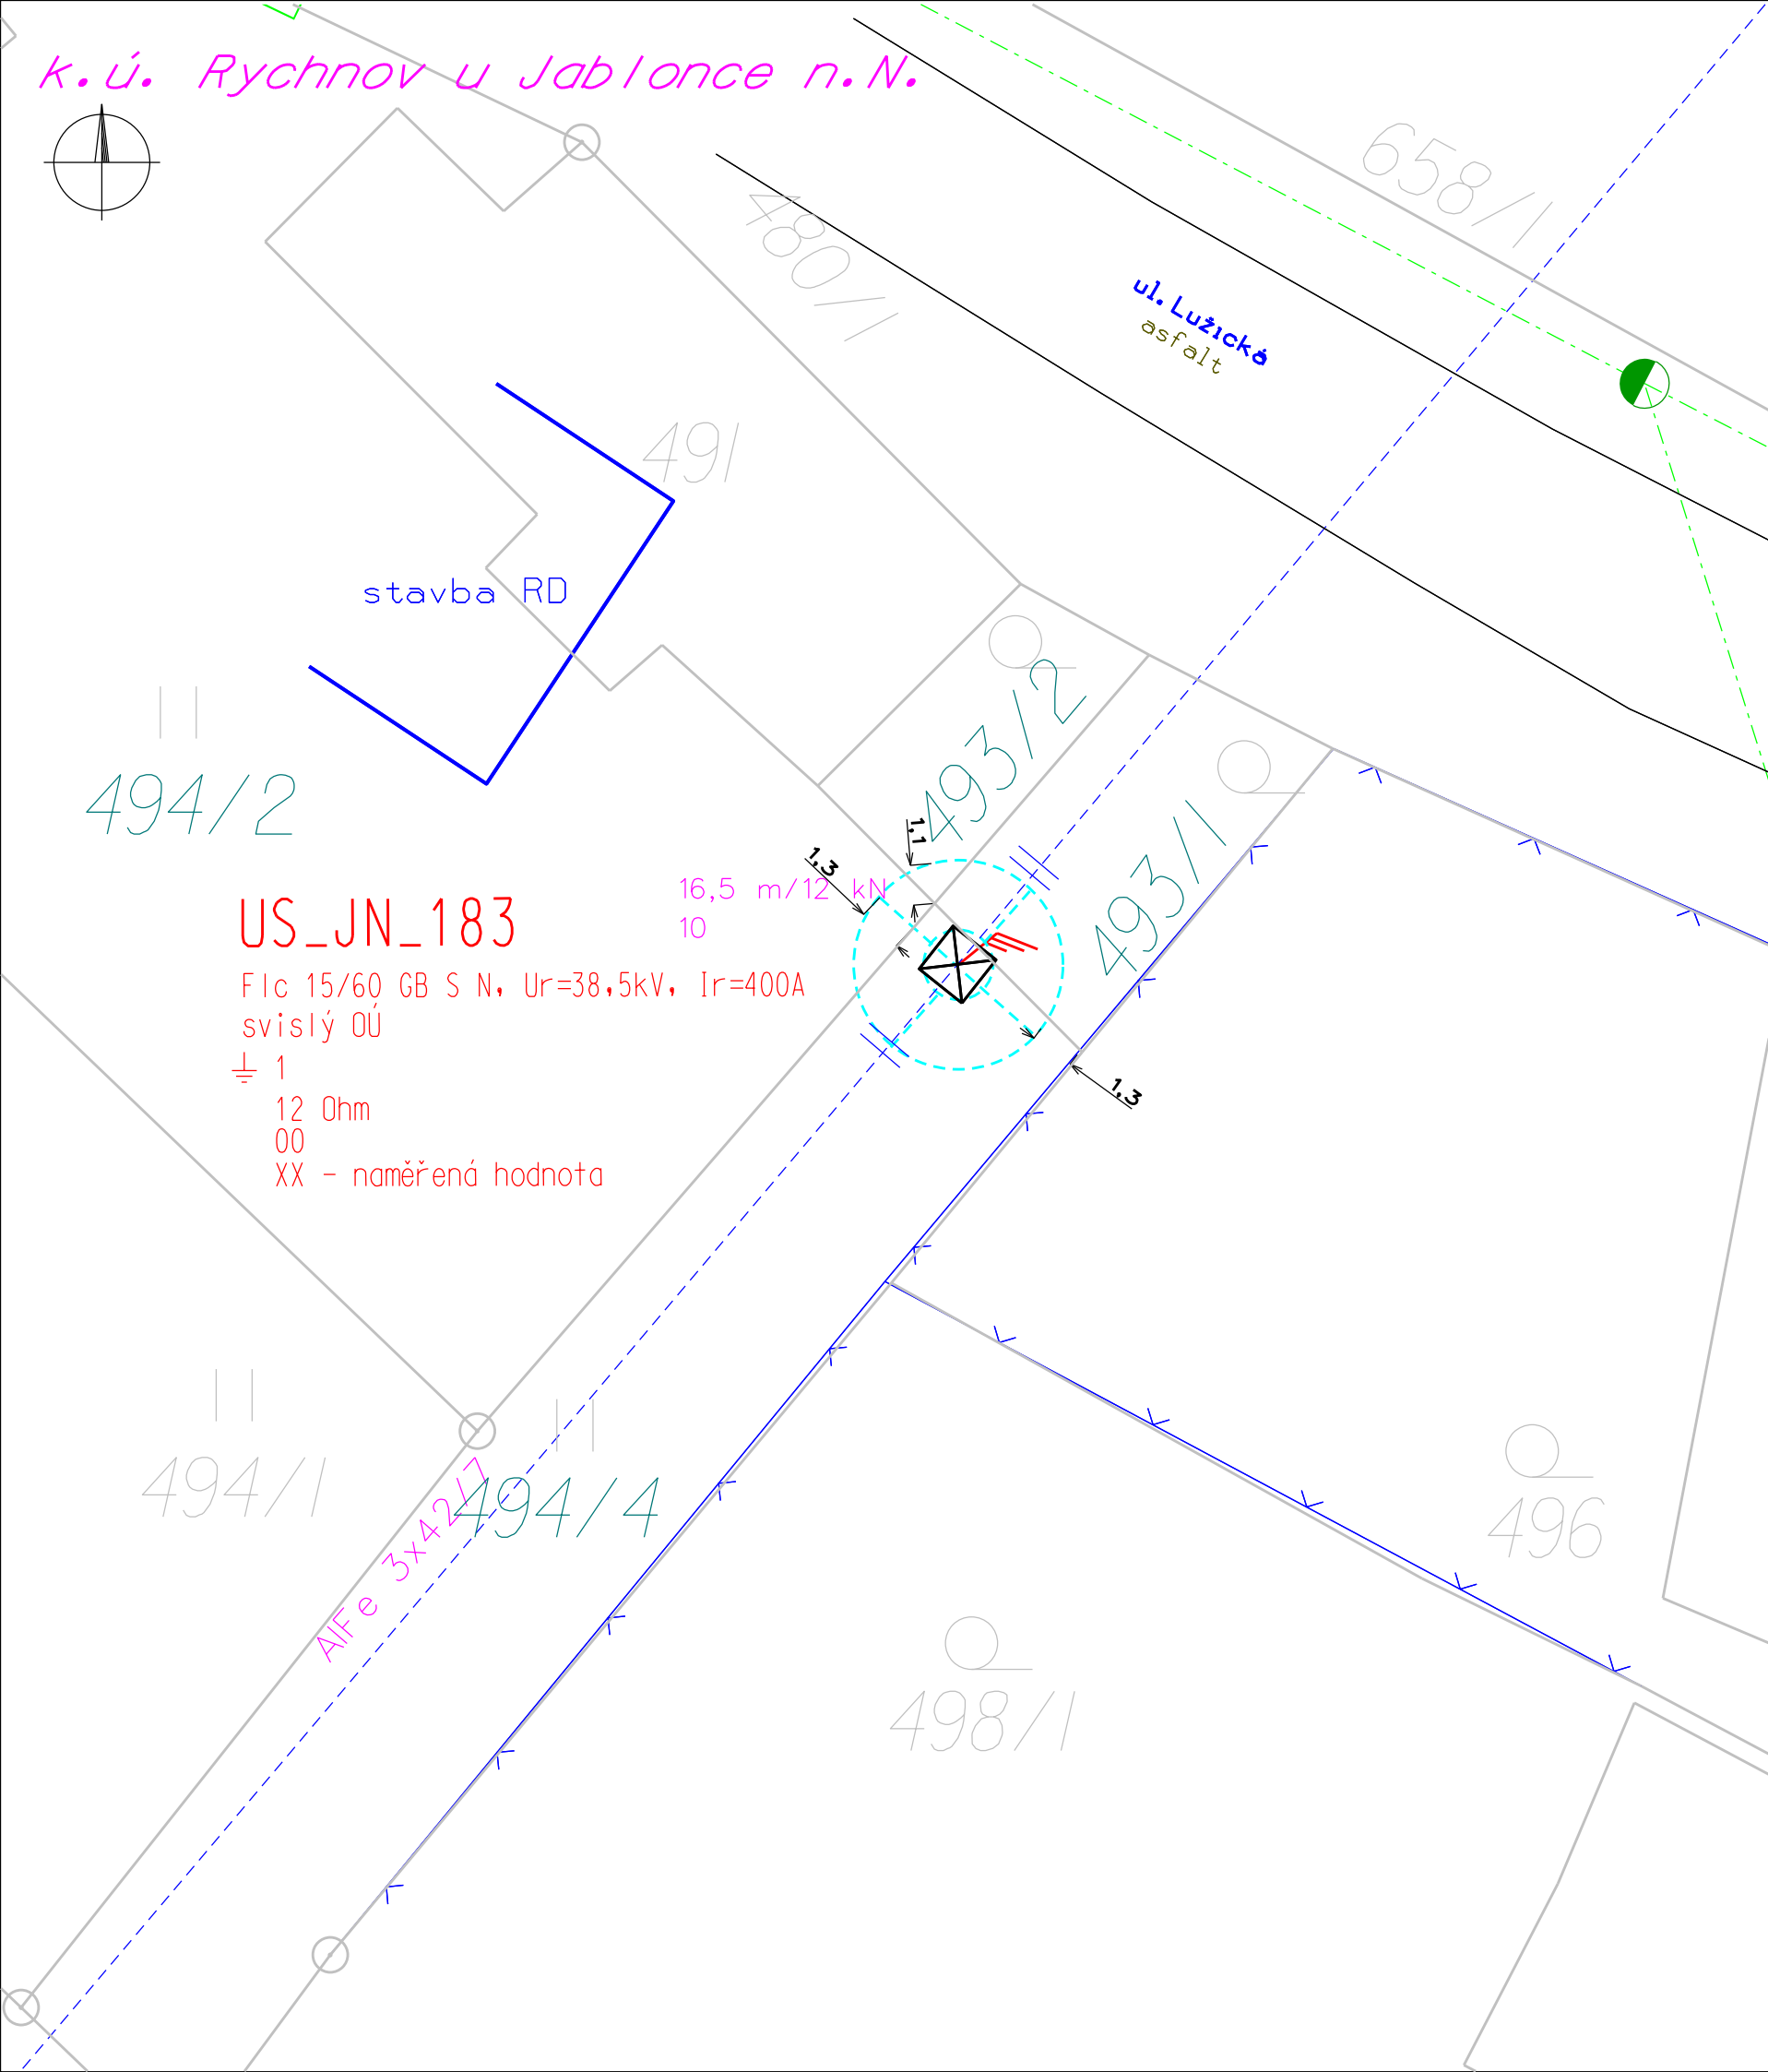 k.ú. Rychnov u Jablonce n.N.
658/1
480/1
ul. Lužická
asfalt
491
stavba RD
493/2
494/2
493/1
1,1
1,3
16,5 m/12 kN
10
US_JN_183
Flc 15/60 GB S N, Ur=38,5kV, Ir=400A
svislý OÚ
1
1,3
12 Ohm
00
XX - naměřená hodnota
494/1
494/4
AlFe 3x42/7
496
498/1